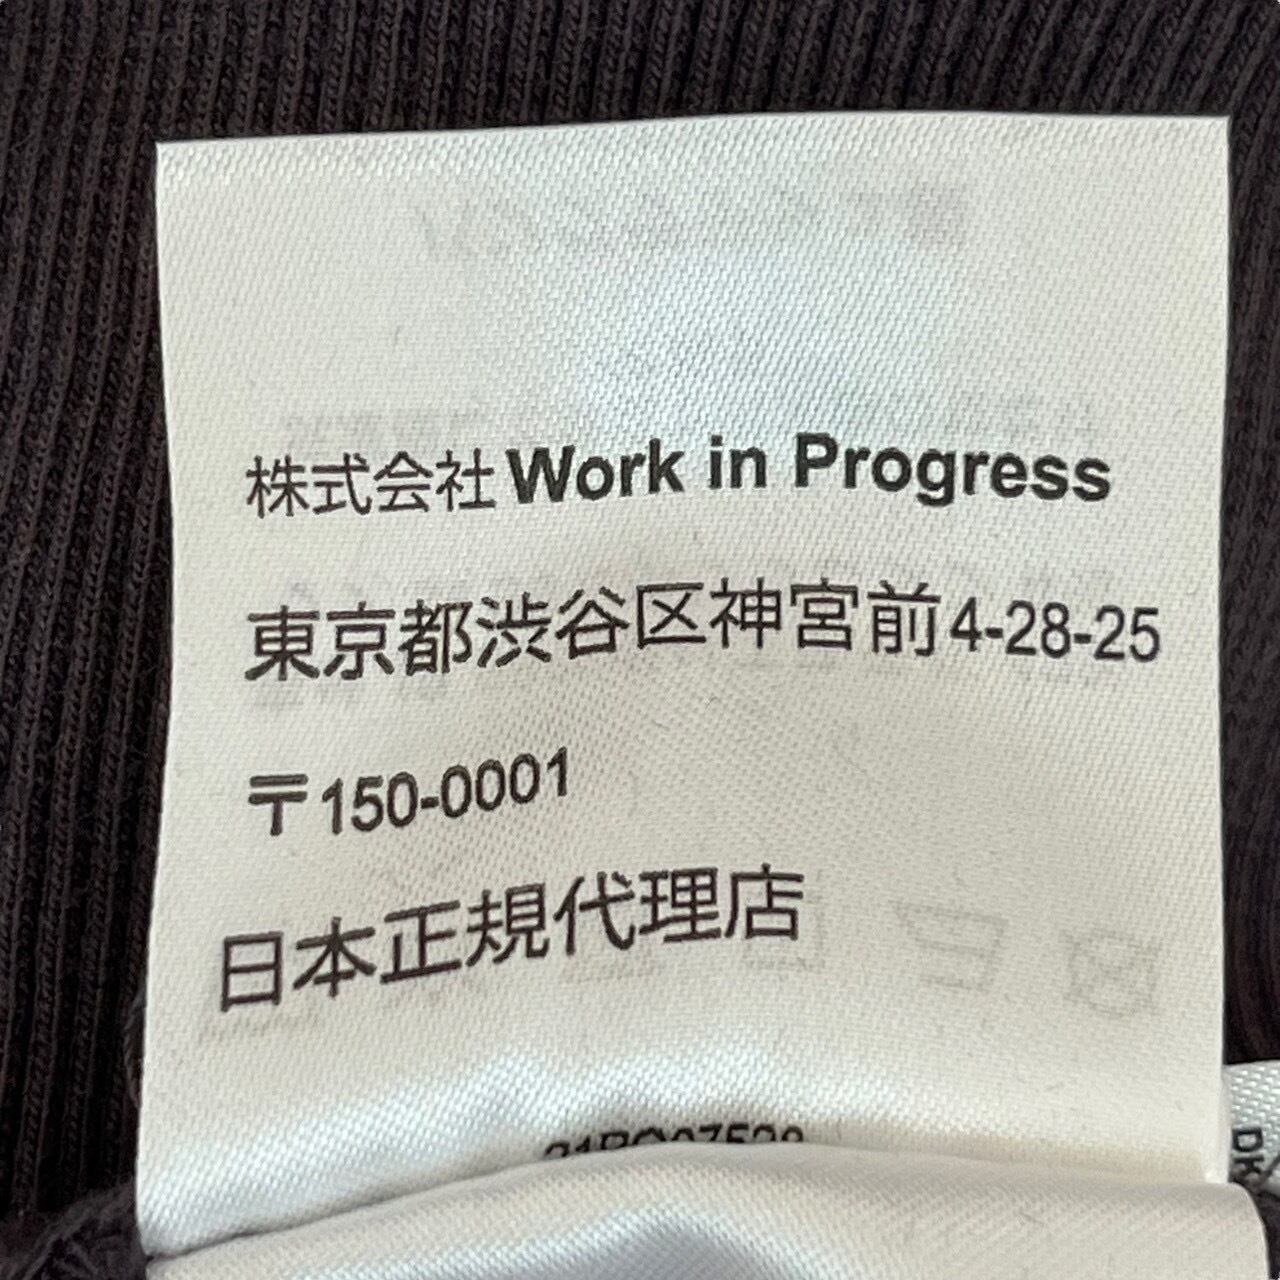 株式会社Work in Progress
東京都渋谷区神宮前4-28-25
〒150-0001
日本正規代理店
DK